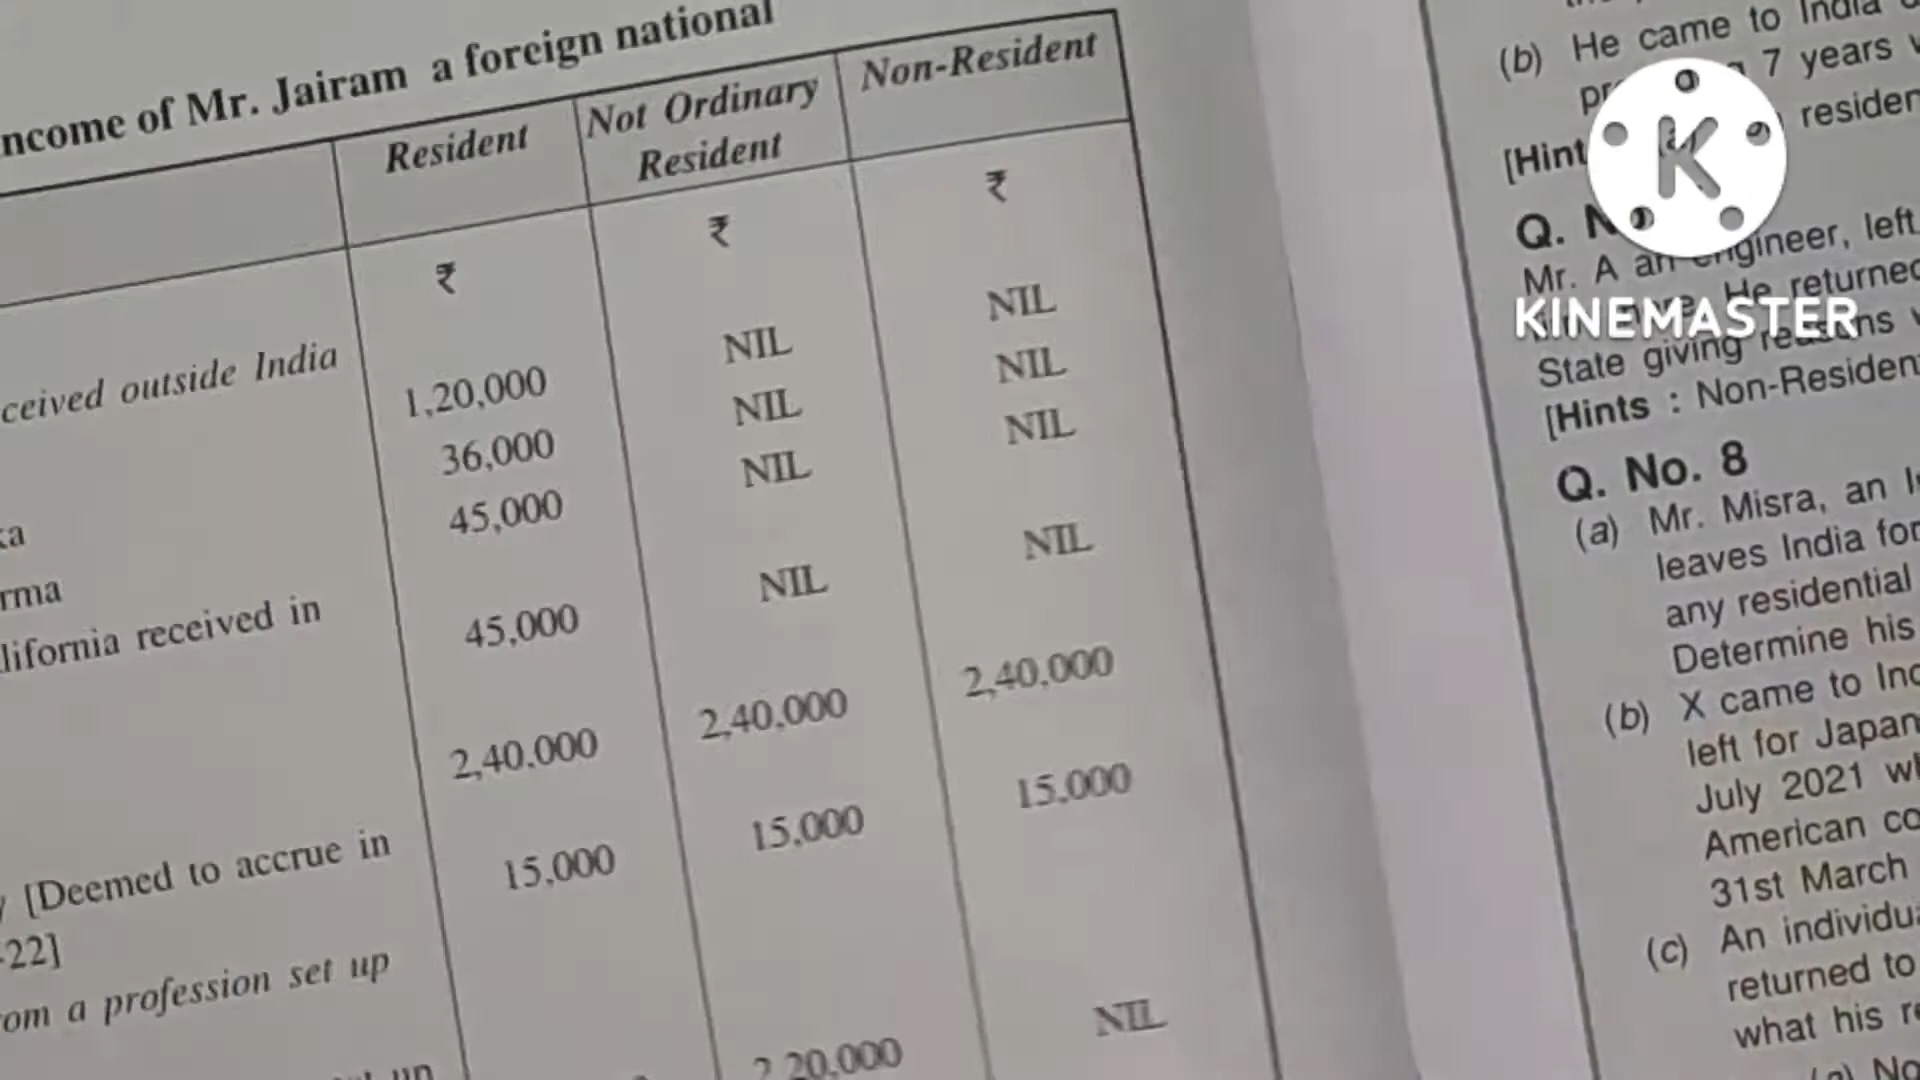 ncome of Mr. Jairam a foreign national
Resident
Not Ordinary
Resident
Non-Resident
₹
₹
₹
ceived outside India
1,20,000
NIL
NIL
36,000
NIL
NIL
ka
45,000
NIL
NIL
rma
lifornia received in
45,000
NIL
NIL
2,40,000
2,40,000
2,40,000
[Deemed to accrue in
-22]
15,000
15,000
15,000
om a profession set up
2,20,000
NIL
(b) He came to India
7 years
residen
[Hint
Q.
Mr. A an engineer, left
He returned
State giving reasons
[Hints : Non-Resident
Q. No. 8
(a) Mr. Misra, an
leaves India for
any residential
Determine his
(b) X came to Ind
left for Japan
July 2021
American co
31st March
(c) An individua
returned to
what his re
K
KINEMASTER